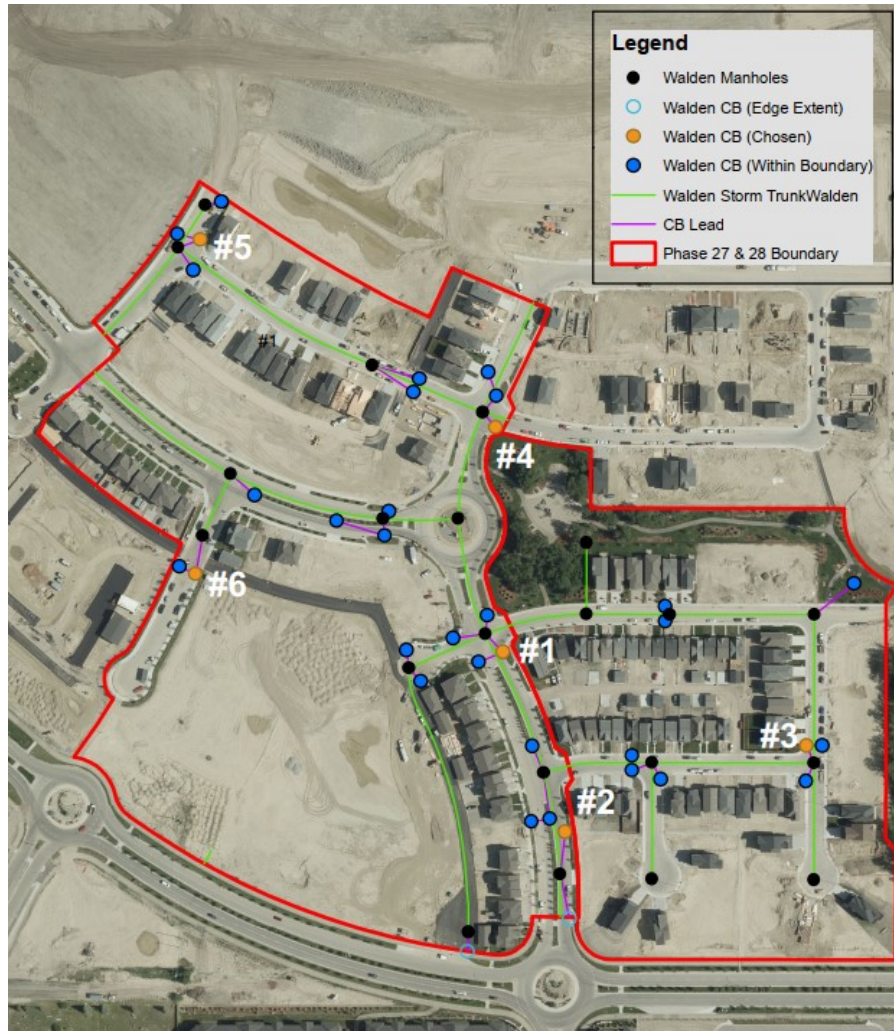 Legend
Walden Manholes
Walden CB (Edge Extent)
Walden CB (Chosen)
Walden CB (Within Boundary)
Walden Storm TrunkWalden
CB Lead
Phase 27 & 28 Boundary
#5
#1
#4
#6
#1
#3
#2